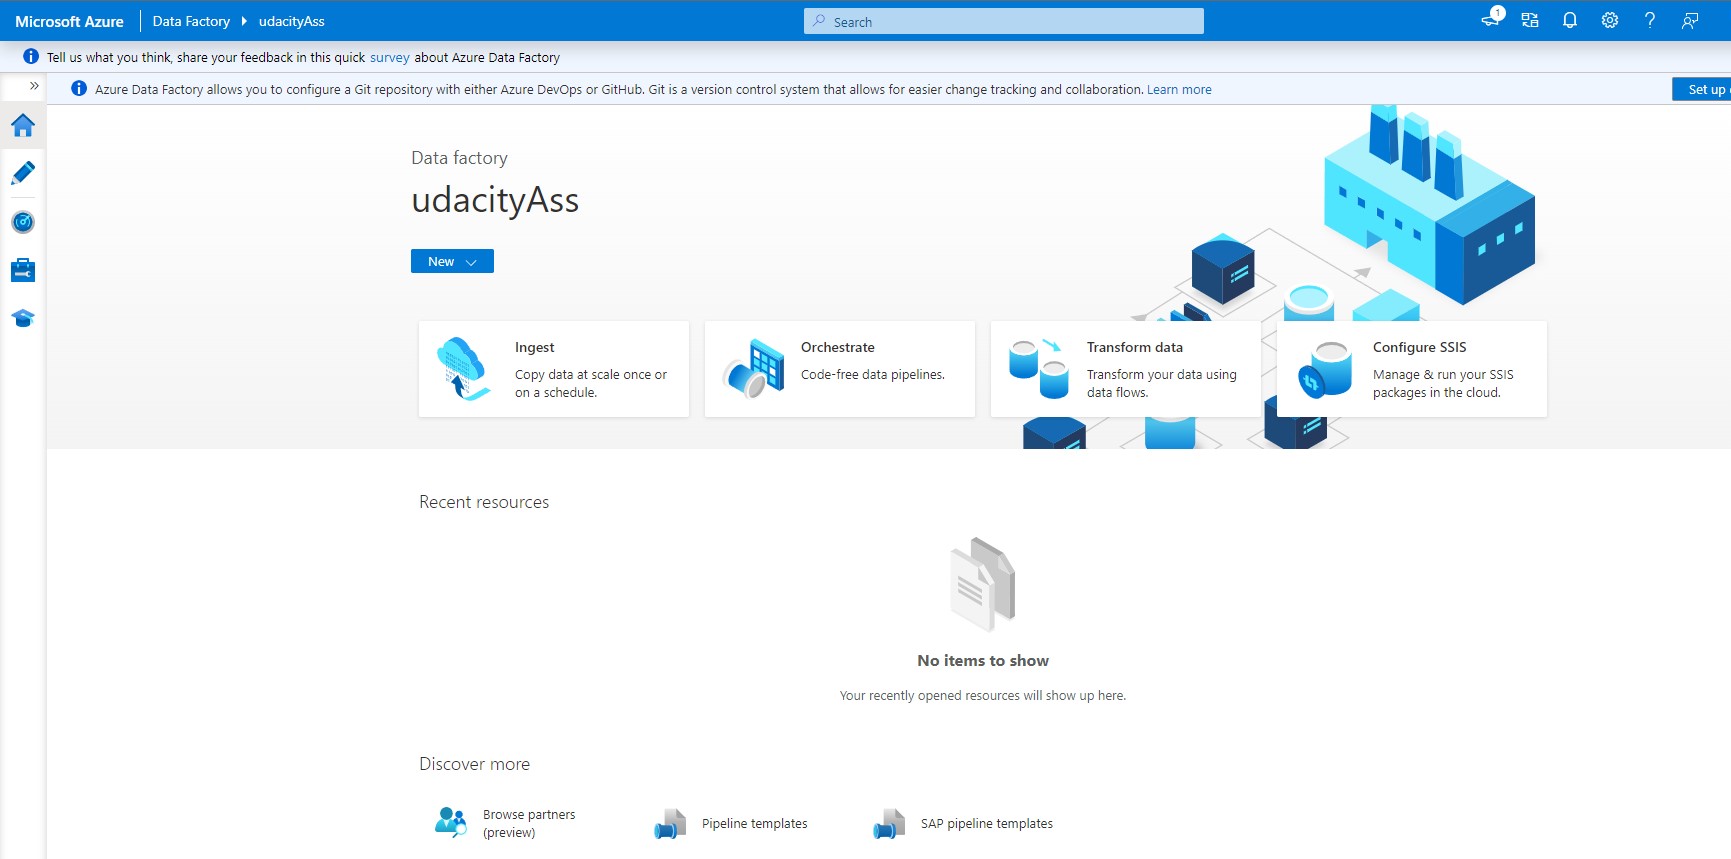 Microsoft Azure
Data Factory
udacityAss
Search
1
Tell us what you think, share your feedback in this quick survey about Azure Data Factory
Azure Data Factory allows you to configure a Git repository with either Azure DevOps or GitHub. Git is a version control system that allows for easier change tracking and collaboration. Learn more
Set up
Data factory
udacityAss
New
Ingest
Copy data at scale once or
on a schedule.
Orchestrate
Code-free data pipelines.
Transform data
Transform your data using
data flows.
Configure SSIS
Manage & run your SSIS
packages in the cloud.
Recent resources
No items to show
Your recently opened resources will show up here.
Discover more
Browse partners
(preview)
Pipeline templates
SAP pipeline templates